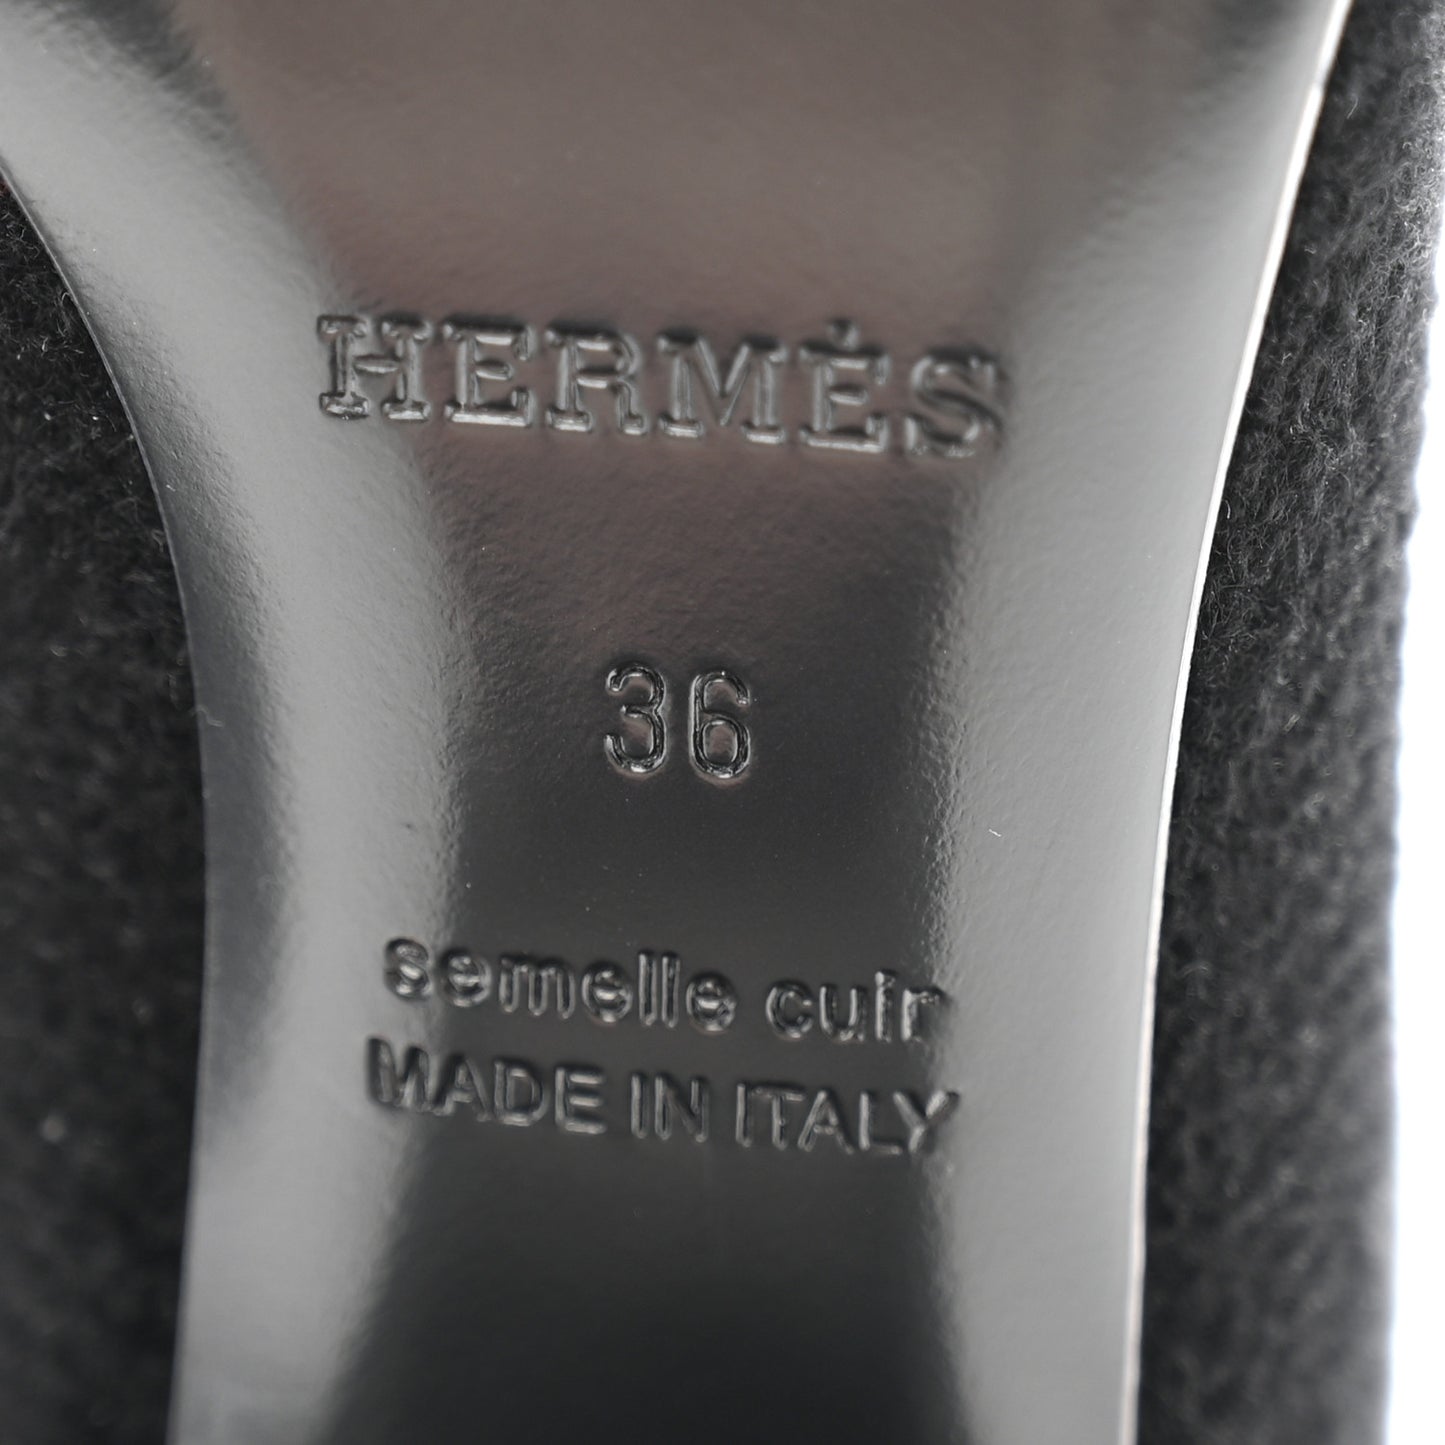 HERMÈS
36
semelle cuir
MADE IN ITALY